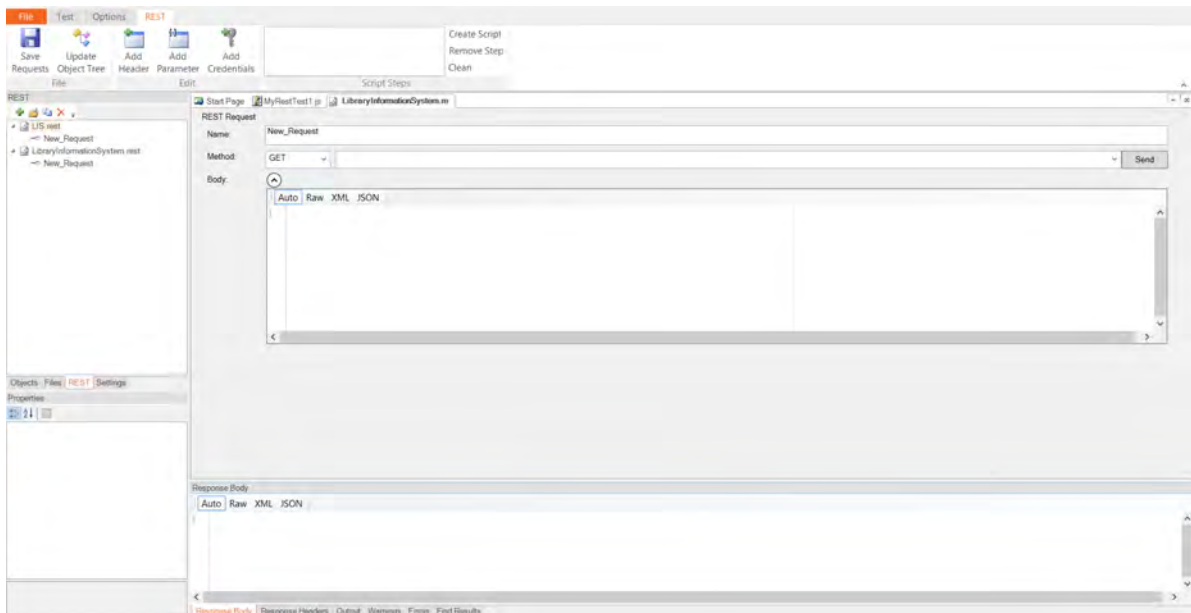 File Test Options REST
Save Requests
Update Object Tree
Add Header
Add Parameter
Add Credentials
Create Script
Remove Step
Clean
File
Edit
Script Steps
REST
Start Page MyRestTest1.js LibraryInformationSystem.re
LIS.rest
New_Request
LibraryInformationSystem.rest
New_Request
REST Request
Name: New_Request
Method: GET Send
Body:
Auto Raw XML JSON
Objects Files REST Settings
Properties
Response Body
Auto Raw XML JSON
Response Body Response Headers Output Warnings Errors Find Results